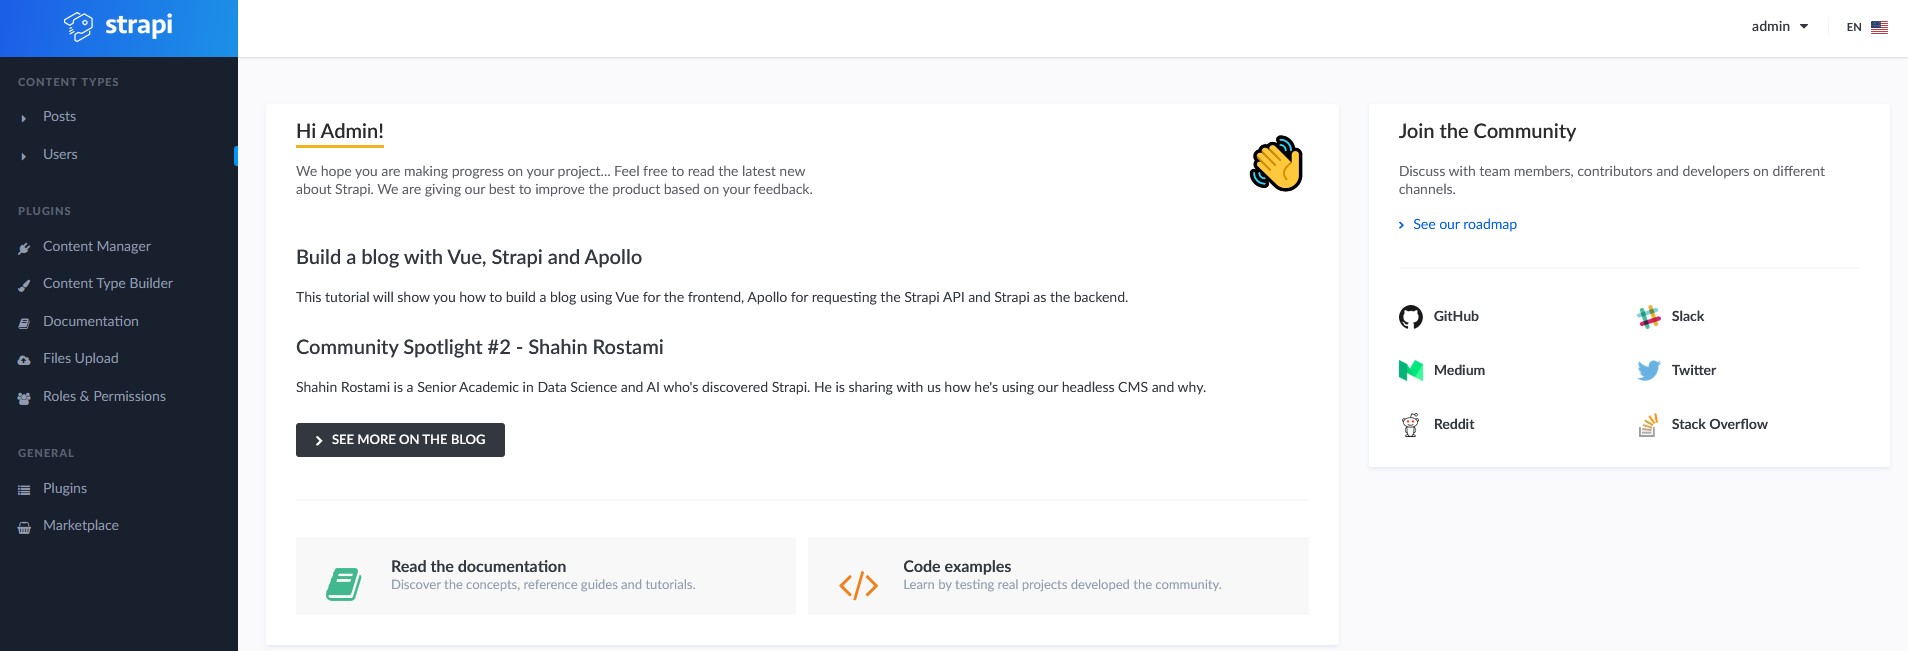 strapi
admin
EN
CONTENT TYPES
Posts
Users
PLUGINS
Content Manager
Content Type Builder
Documentation
Files Upload
Roles & Permissions
GENERAL
Plugins
Marketplace
Hi Admin!
We hope you are making progress on your project... Feel free to read the latest new
about Strapi. We are giving our best to improve the product based on your feedback.
Build a blog with Vue, Strapi and Apollo
This tutorial will show you how to build a blog using Vue for the frontend, Apollo for requesting the Strapi API and Strapi as the backend.
Community Spotlight #2 - Shahin Rostami
Shahin Rostami is a Senior Academic in Data Science and AI who's discovered Strapi. He is sharing with us how he's using our headless CMS and why.
SEE MORE ON THE BLOG
Read the documentation
Discover the concepts, reference guides and tutorials.
Code examples
Learn by testing real projects developed the community.
Join the Community
Discuss with team members, contributors and developers on different
channels.
See our roadmap
GitHub
Slack
Medium
Twitter
Reddit
Stack Overflow